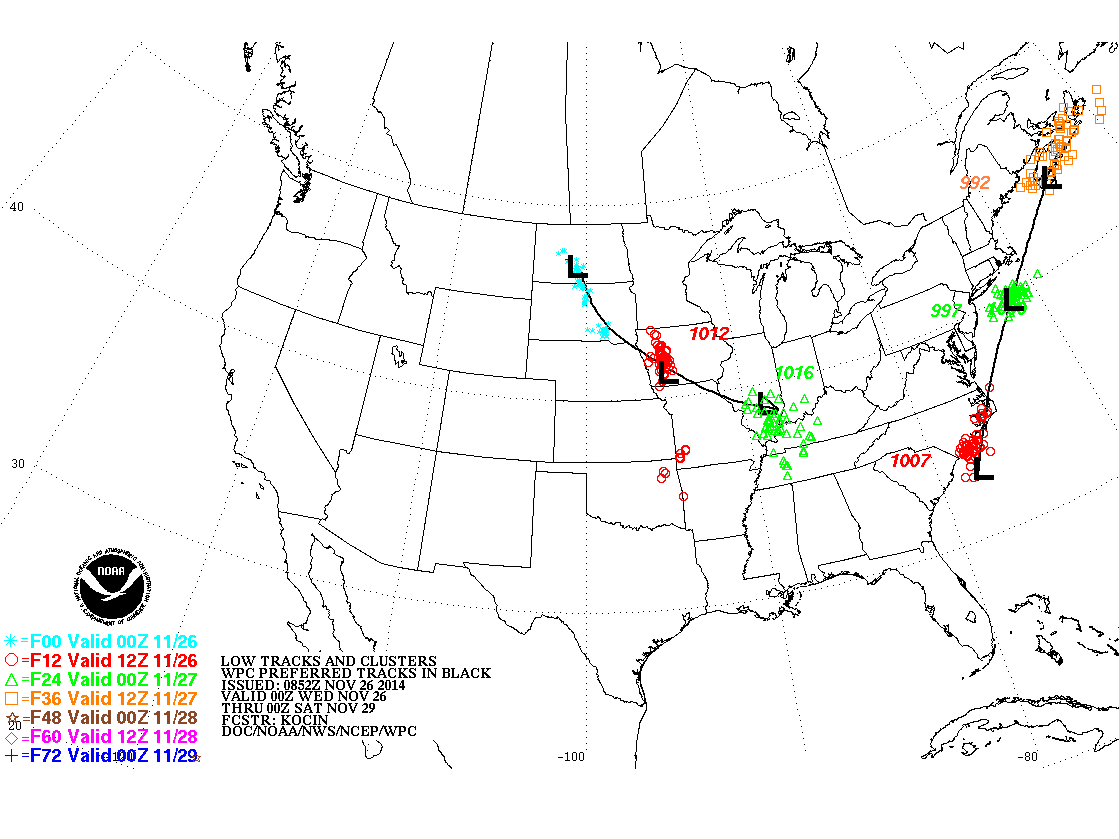 40
992
997
1012
1016
30
1007
NOAA
=F00 Valid 00Z 11/26
=F12 Valid 12Z 11/26
=F24 Valid 00Z 11/27
=F36 Valid 12Z 11/27
=F48 Valid 00Z 11/28
=F60 Valid 12Z 11/28
=F72 Valid 00Z 11/29
20
LOW TRACKS AND CLUSTERS
WPC PREFERRED TRACKS IN BLACK
ISSUED: 0852Z NOV 26 2014
VALID 00Z WED NOV 26
THRU 00Z SAT NOV 29
FCSTR: KOCIN
DOC/NOAA/NWS/NCEP/WPC
-100
-80
L
L
L
L
L
L